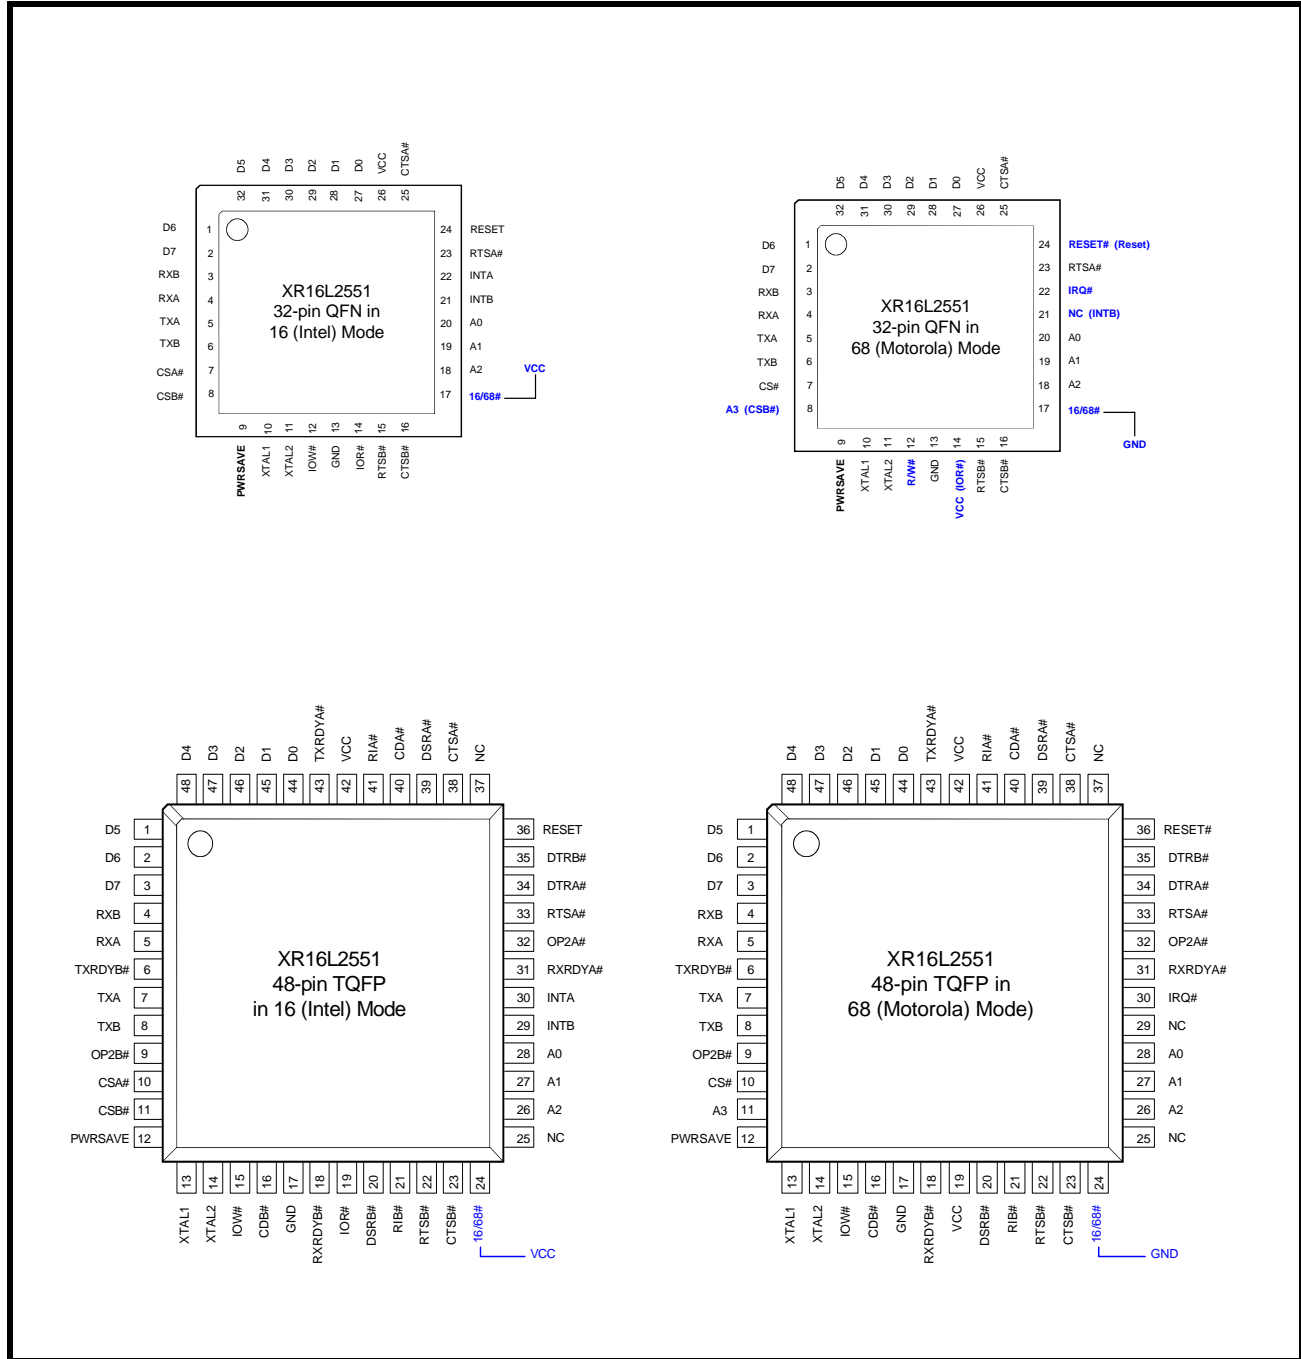 D5 D4 D3 D2 D1 D0 VCC CTSA#
32 31 30 29 28 27 26 25
D6 1 24 RESET
D7 2 23 RTSA#
RXB 3 22 INTA
RXA 4 21 INTB
TXA 5 20 A0
TXB 6 19 A1
CSA# 7 18 A2 VCC
CSB# 8 17 16/68#
XR16L2551
32-pin QFN in
16 (Intel) Mode
9 10 11 12 13 14 15 16
PWRSAVE XTAL1 XTAL2 IOW# GND IOR# RTSB# CTSB#
D5 D4 D3 D2 D1 D0 VCC CTSA#
32 31 30 29 28 27 26 25
D6 1 24 RESET# (Reset)
D7 2 23 RTSA#
RXB 3 22 IRQ#
RXA 4 21 NC (INTB)
TXA 5 20 A0
TXB 6 19 A1
CS# 7 18 A2
A3 (CSB#) 8 17 16/68#
GND
XR16L2551
32-pin QFN in
68 (Motorola) Mode
9 10 11 12 13 14 15 16
PWRSAVE XTAL1 XTAL2 R/W# GND VCC (IOR#) RTSB# CTSB#
D4 D3 D2 D1 D0 TXRDYA# VCC RIA# CDA# DSRA# CTSA# NC
48 47 46 45 44 43 42 41 40 39 38 37
D5 1 36 RESET
D6 2 35 DTRB#
D7 3 34 DTRA#
RXB 4 33 RTSA#
RXA 5 32 OP2A#
TXRDYB# 6 31 RXRDYA#
TXA 7 30 INTA
TXB 8 29 INTB
OP2B# 9 28 A0
CSA# 10 27 A1
CSB# 11 26 A2
PWRSAVE 12 25 NC
XR16L2551
48-pin TQFP
in 16 (Intel) Mode
13 14 15 16 17 18 19 20 21 22 23 24
XTAL1 XTAL2 IOW# CDB# GND RXRDYB# IOR# DSRB# RIB# RTSB# CTSB# 16/68#
VCC
D4 D3 D2 D1 D0 TXRDYA# VCC RIA# CDA# DSRA# CTSA# NC
48 47 46 45 44 43 42 41 40 39 38 37
D5 1 36 RESET#
D6 2 35 DTRB#
D7 3 34 DTRA#
RXB 4 33 RTSA#
RXA 5 32 OP2A#
TXRDYB# 6 31 RXRDYA#
TXA 7 30 IRQ#
TXB 8 29 NC
OP2B# 9 28 A0
CS# 10 27 A1
A3 11 26 A2
PWRSAVE 12 25 NC
XR16L2551
48-pin TQFP in
68 (Motorola) Mode)
13 14 15 16 17 18 19 20 21 22 23 24
XTAL1 XTAL2 IOW# CDB# GND RXRDYB# VCC DSRB# RIB# RTSB# CTSB# 16/68#
GND